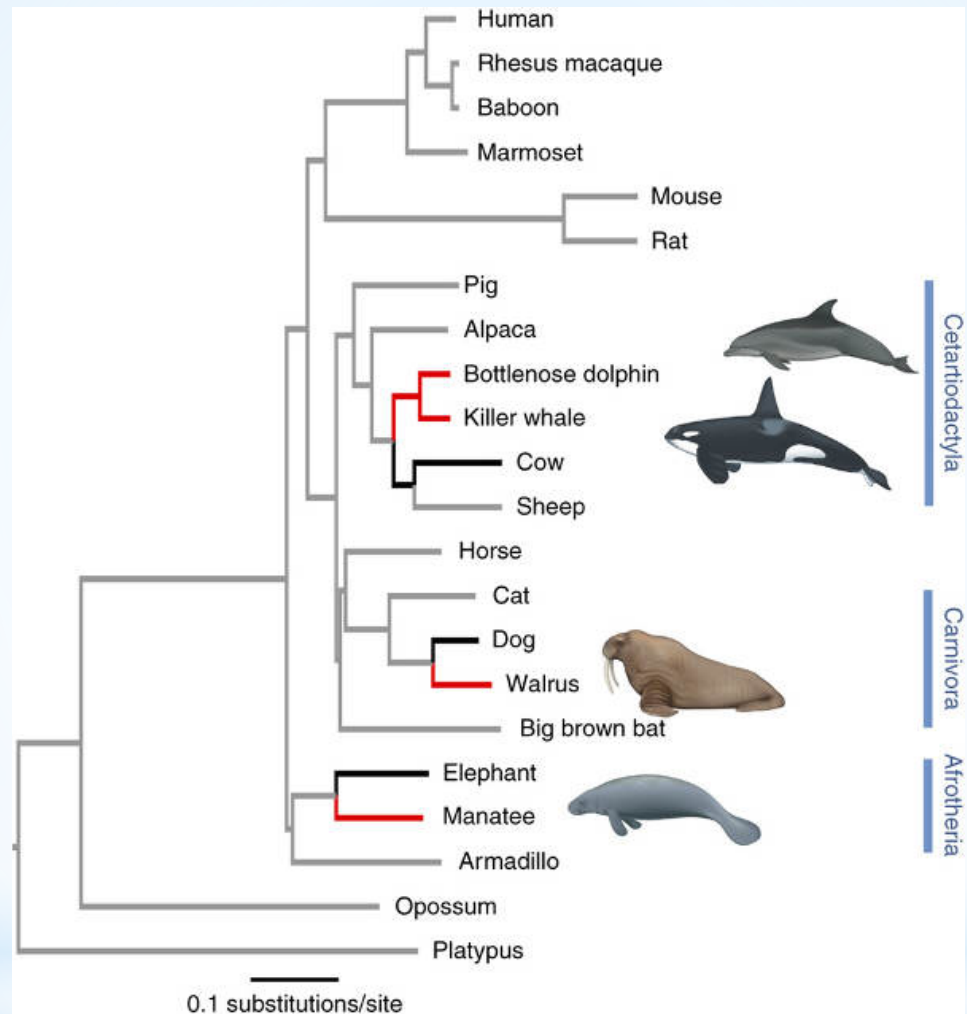 Human
Rhesus macaque
Baboon
Marmoset
Mouse
Rat
Pig
Alpaca
Bottlenose dolphin
Killer whale
Cow
Sheep
Cetartiodactyla
Horse
Cat
Dog
Walrus
Big brown bat
Carnivora
Elephant
Manatee
Armadillo
Afrotheria
Opossum
Platypus
0.1 substitutions/site